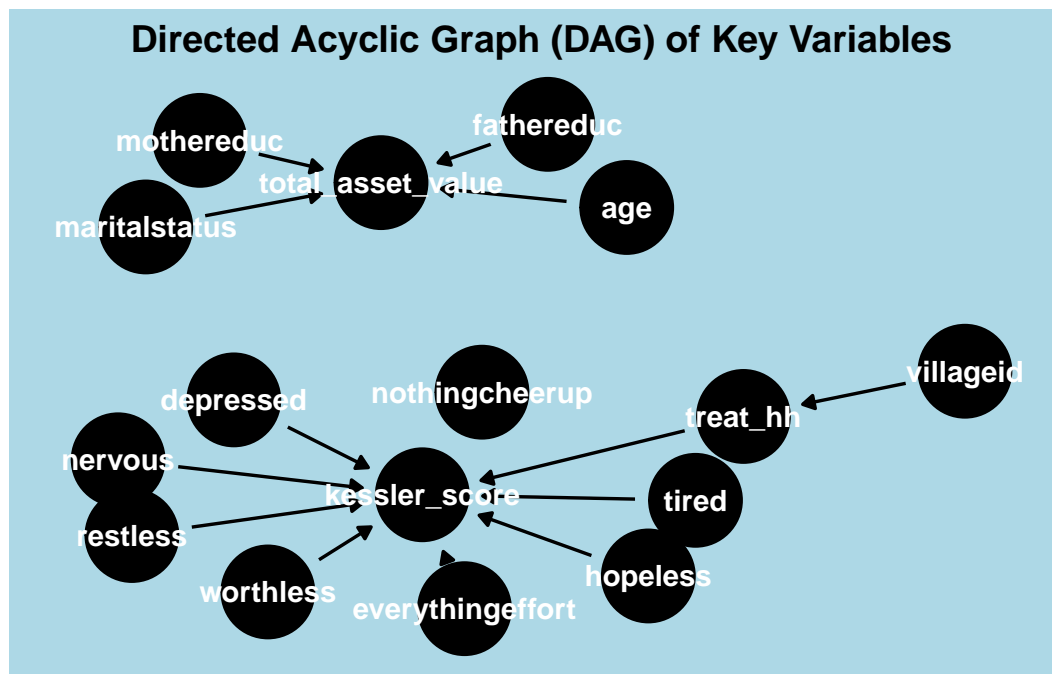 Directed Acyclic Graph (DAG) of Key Variables
fathereduc
mothereduc
total_asset_value
age
maritalstatus
villageid
nothingcheerup
depressed
treat_hh
nervous
kessler_score
tired
restless
hopeless
worthless
everythingeffort